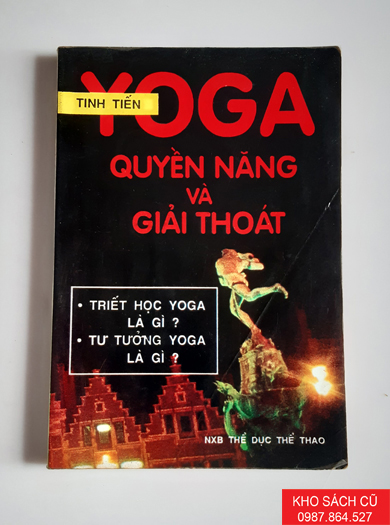 TINH TIẾN
YOGA
QUYỀN NĂNG
VÀ
GIẢI THOÁT
• TRIẾT HỌC YOGA
LÀ GÌ ?
• TƯ TƯỞNG YOGA
LÀ GÌ ?
NXB THỂ DỤC THỂ THAO
KHO SÁCH CŨ
0987.864.527